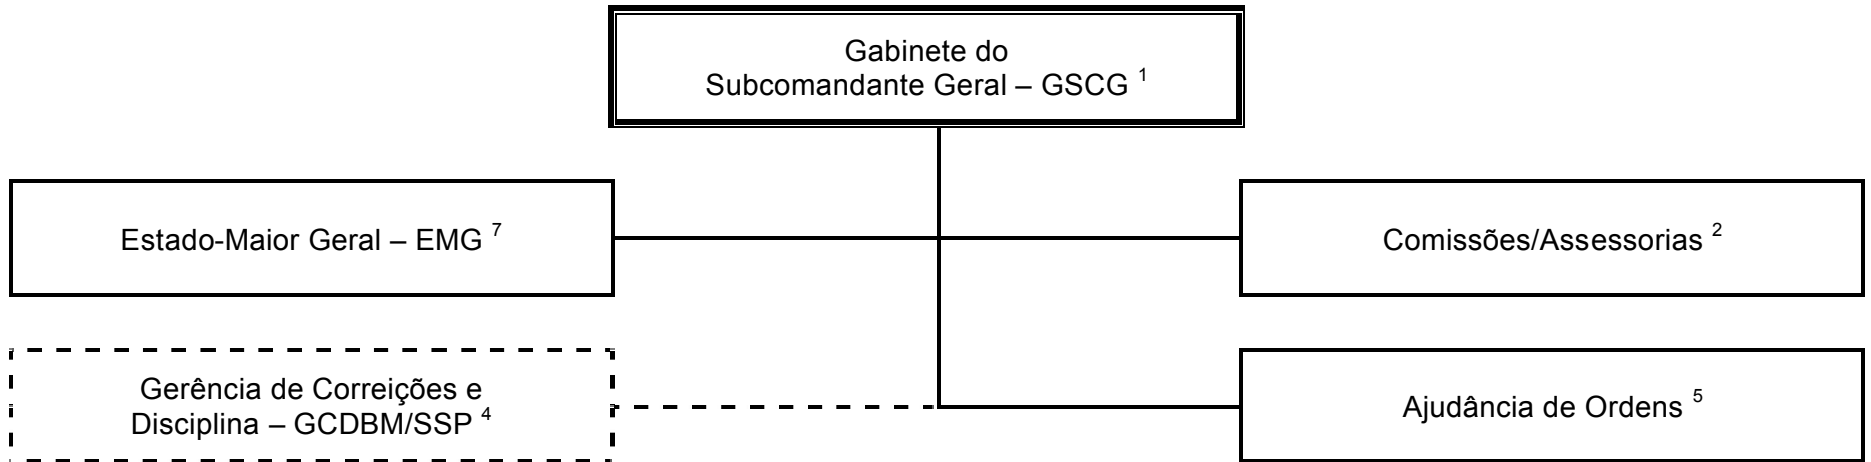 Gabinete do
Subcomandante Geral – GSCG ¹
Estado-Maior Geral – EMG ⁷
Comissões/Assessorias ²
Gerência de Correições e
Disciplina – GCDBM/SSP ⁴
Ajudância de Ordens ⁵